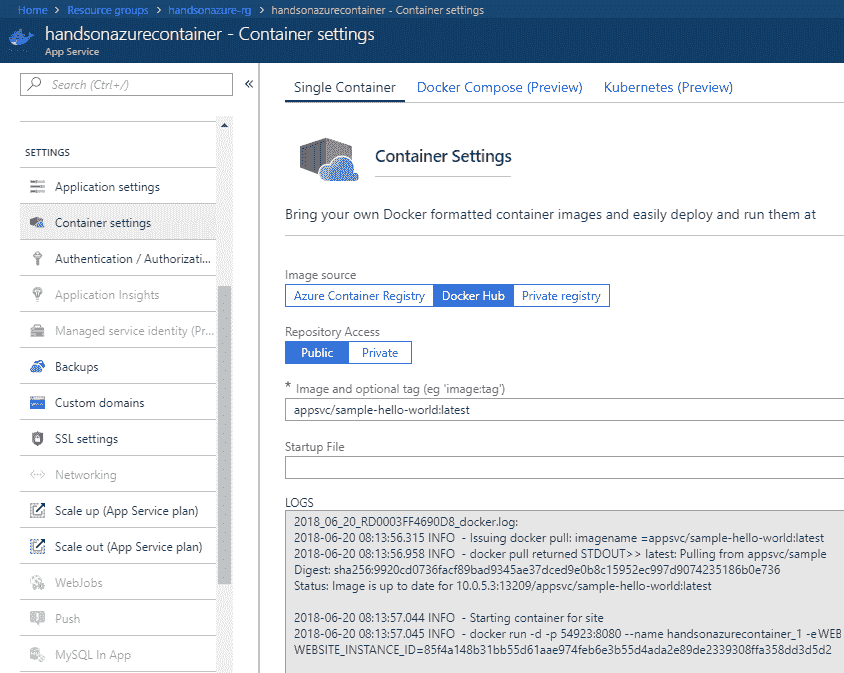 Home > Resource groups > handsonazure-rg > handsonazurecontainer - Container settings
handsonazurecontainer - Container settings
App Service
Search (Ctrl+/)
«
SETTINGS
Application settings
Container settings
Authentication / Authorizati...
Application Insights
Managed service identity (Pr...
Backups
Custom domains
SSL settings
Networking
Scale up (App Service plan)
Scale out (App Service plan)
WebJobs
Push
MySQL In App
Single Container Docker Compose (Preview) Kubernetes (Preview)
Container Settings
Bring your own Docker formatted container images and easily deploy and run them at
Image source
Azure Container Registry Docker Hub Private registry
Repository Access
Public Private
* Image and optional tag (eg 'image:tag')
appsvc/sample-hello-world:latest
Startup File
LOGS
2018_06_20_RD0003FF4690D8_docker.log:
2018-06-20 08:13:56.315 INFO - Issuing docker pull: imagename =appsvc/sample-hello-world:latest
2018-06-20 08:13:56.958 INFO - docker pull returned STDOUT>> latest: Pulling from appsvc/sample
Digest: sha256:9920cd0736facf89bad9345ae37dced9e0b8c15952ec997d9074235186b0e736
Status: Image is up to date for 10.0.5.3:13209/appsvc/sample-hello-world:latest
2018-06-20 08:13:57.044 INFO - Starting container for site
2018-06-20 08:13:57.045 INFO - docker run -d -p 54923:8080 --name handsonazurecontainer_1 -e WEB
WEBSITE_INSTANCE_ID=85f4a148b31bb55d61aae974feb6e3b55d4ada2e89de2339308ffa358dd3d5d2